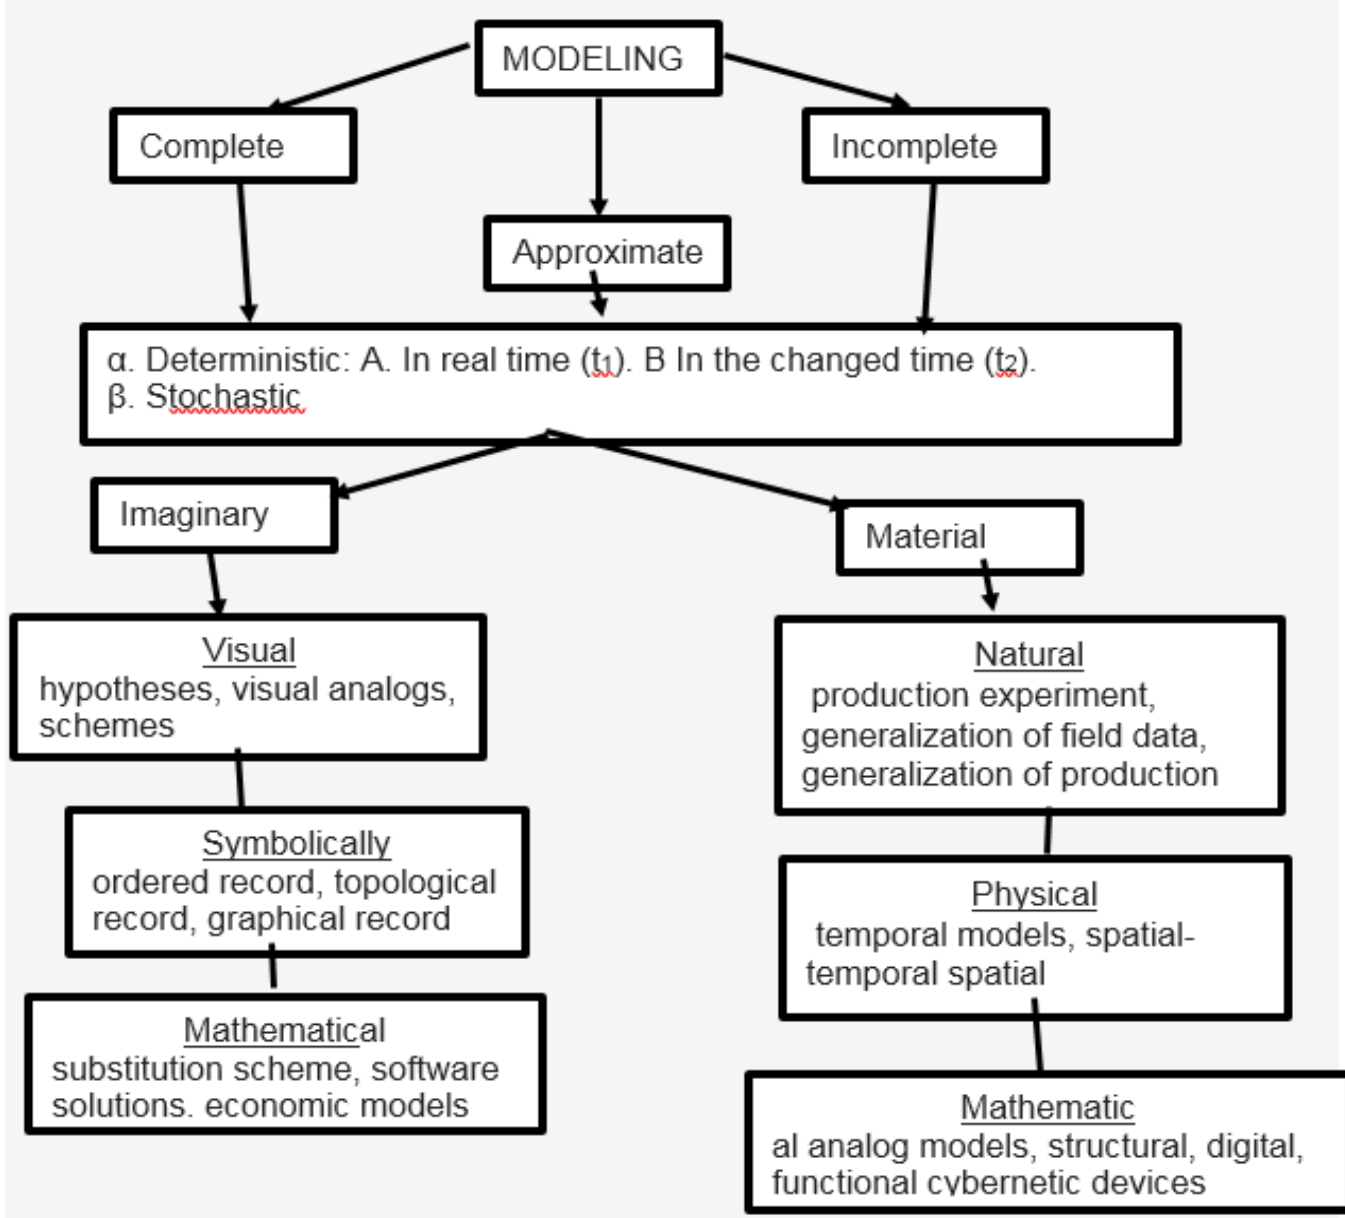 MODELING
Complete
Incomplete
Approximate
α. Deterministic: A. In real time (t₁). B In the changed time (t₂).
β. Stochastic
Imaginary
Material
Visual
hypotheses, visual analogs,
schemes
Natural
production experiment,
generalization of field data,
generalization of production
Symbolically
ordered record, topological
record, graphical record
Physical
temporal models, spatial-
temporal spatial
Mathematical
substitution scheme, software
solutions. economic models
Mathematic
al analog models, structural, digital,
functional cybernetic devices